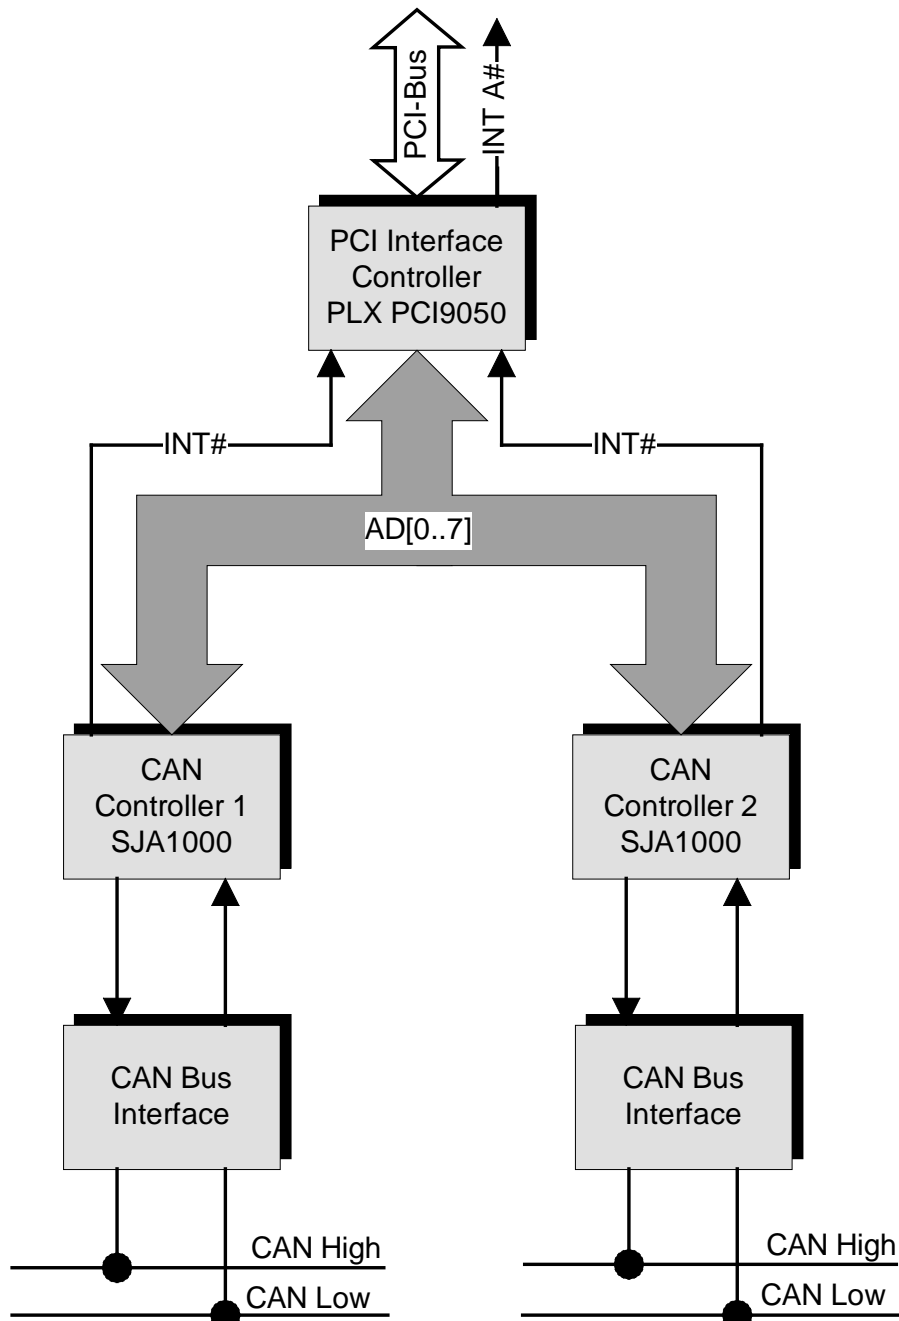 PCI-Bus
INT A#
PCI Interface
Controller
PLX PCI9050
INT#
INT#
AD[0..7]
CAN
Controller 1
SJA1000
CAN
Controller 2
SJA1000
CAN Bus
Interface
CAN Bus
Interface
CAN High
CAN Low
CAN High
CAN Low